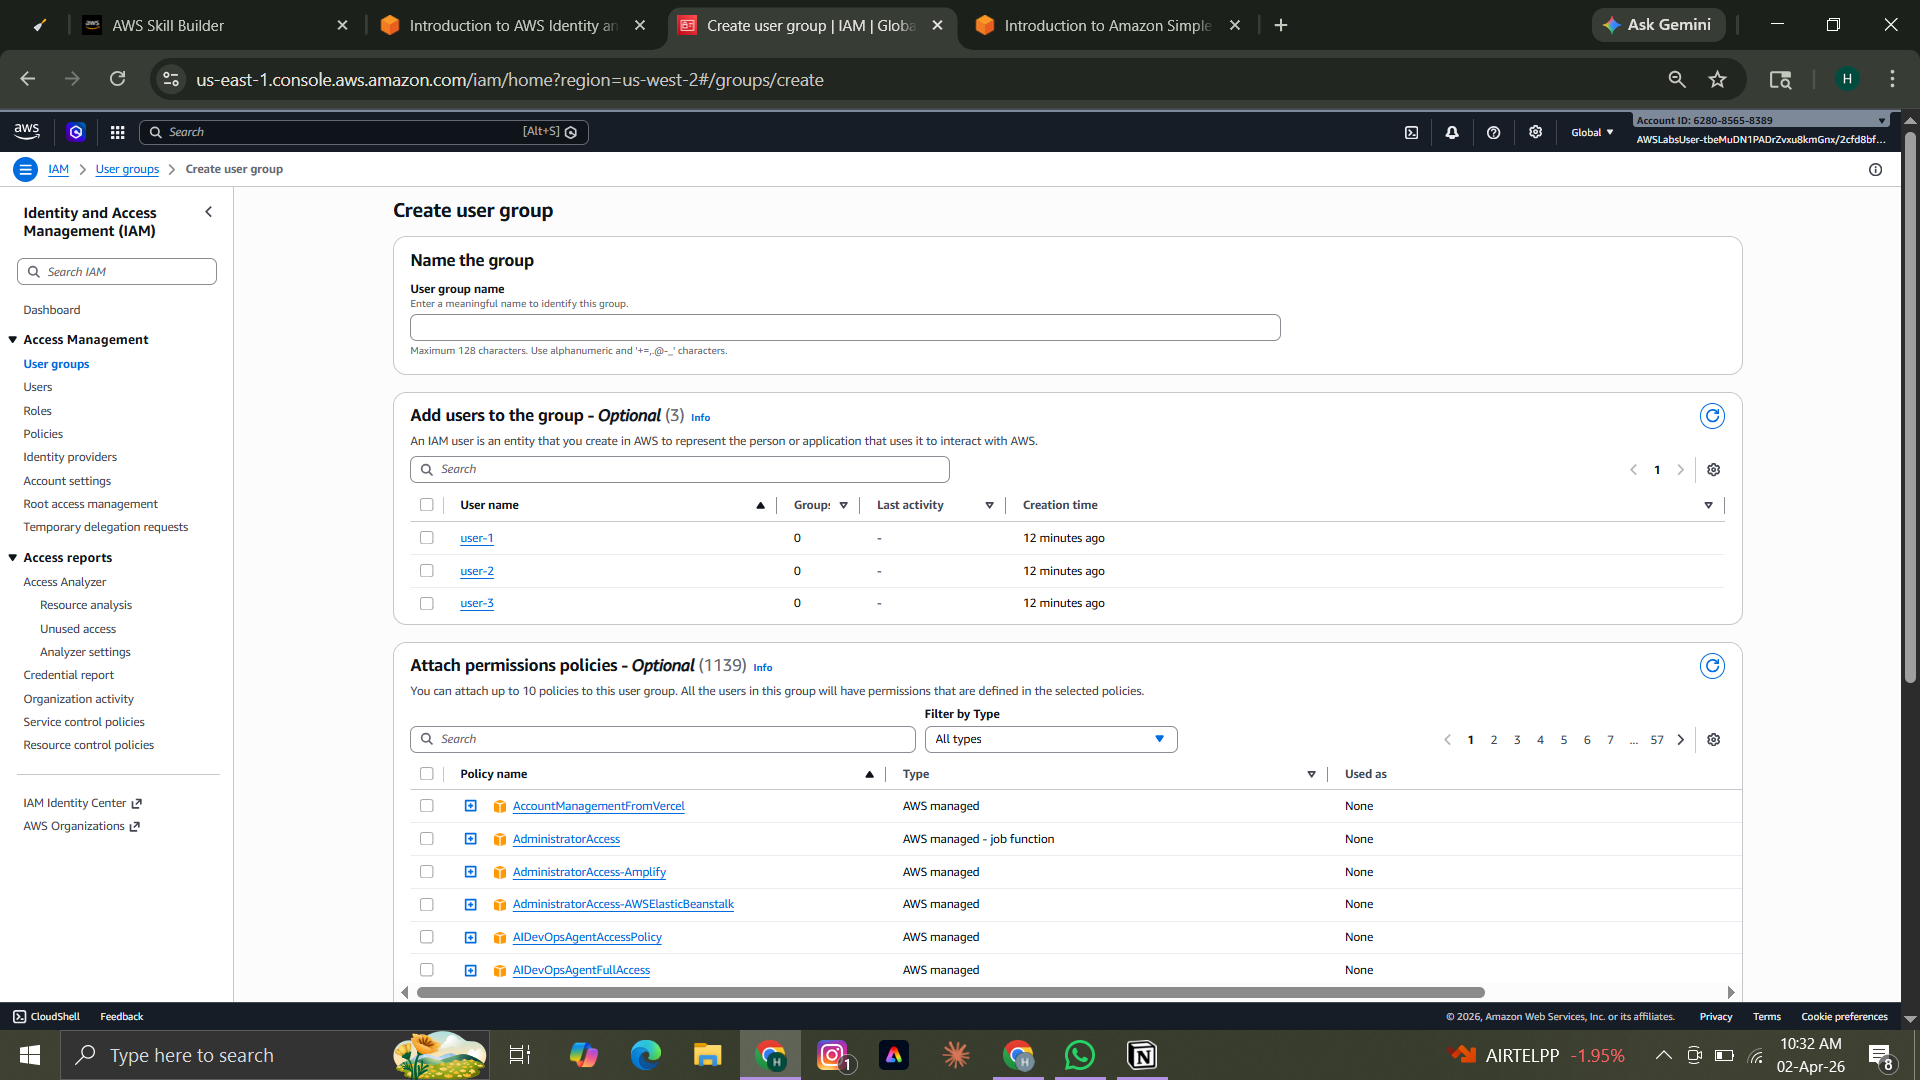 AWS Skill Builder
Introduction to AWS Identity an
Create user group | IAM | Globa
Introduction to Amazon Simple
Ask Gemini
us-east-1.console.aws.amazon.com/iam/home?region=us-west-2#/groups/create
H
aws
Search
[Alt+S]
Global
Account ID: 6280-8565-8389
AWSLabsUser-tbeMuDN1PADrZvxu8kmGnx/2cfd8bf...
IAM
User groups
Create user group
Identity and Access Management (IAM)
Search IAM
Dashboard
Access Management
User groups
Users
Roles
Policies
Identity providers
Account settings
Root access management
Temporary delegation requests
Access reports
Access Analyzer
Resource analysis
Unused access
Analyzer settings
Credential report
Organization activity
Service control policies
Resource control policies
IAM Identity Center
AWS Organizations
Create user group
Name the group
User group name
Enter a meaningful name to identify this group.
Maximum 128 characters. Use alphanumeric and '+=,.@-_' characters.
Add users to the group - Optional (3) Info
An IAM user is an entity that you create in AWS to represent the person or application that uses it to interact with AWS.
Search
1
User name Groups Last activity Creation time
user-1 0 - 12 minutes ago
user-2 0 - 12 minutes ago
user-3 0 - 12 minutes ago
Attach permissions policies - Optional (1139) Info
You can attach up to 10 policies to this user group. All the users in this group will have permissions that are defined in the selected policies.
Filter by Type
Search
All types
1 2 3 4 5 6 7 ... 57
Policy name Type Used as
AccountManagementFromVercel AWS managed None
AdministratorAccess AWS managed - job function None
AdministratorAccess-Amplify AWS managed None
AdministratorAccess-AWSElasticBeanstalk AWS managed None
AIDevOpsAgentAccessPolicy AWS managed None
AIDevOpsAgentFullAccess AWS managed None
CloudShell
Feedback
© 2026, Amazon Web Services, Inc. or its affiliates.
Privacy
Terms
Cookie preferences
Type here to search
H
1
AIRTELPP -1.95%
10:32 AM
02-Apr-26
8